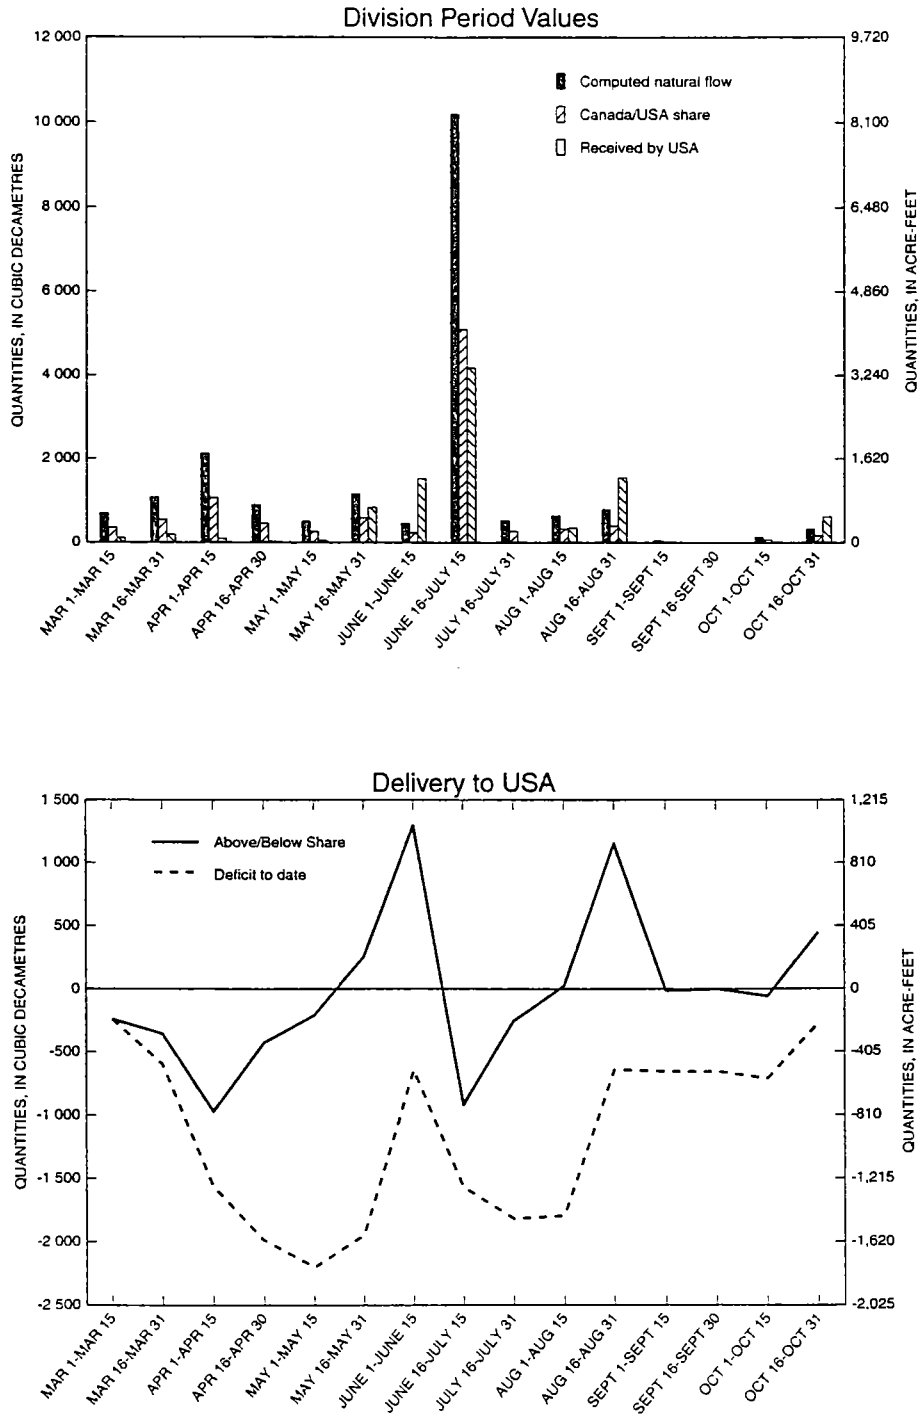 Division Period Values
12 000
10 000
8 000
6 000
4 000
2 000
0
QUANTITIES, IN CUBIC DECAMETRES
9,720
8,100
6,480
4,860
3,240
1,620
0
QUANTITIES, IN ACRE-FEET
Computed natural flow
Canada/USA share
Received by USA
MAR 1-MAR 15
MAR 16-MAR 31
APR 1-APR 15
APR 16-APR 30
MAY 1-MAY 15
MAY 16-MAY 31
JUNE 1-JUNE 15
JUNE 16-JULY 15
JULY 16-JULY 31
AUG 1-AUG 15
AUG 16-AUG 31
SEPT 1-SEPT 15
SEPT 16-SEPT 30
OCT 1-OCT 15
OCT 16-OCT 31
Delivery to USA
1 500
1 000
500
0
-500
-1 000
-1 500
-2 000
-2 500
QUANTITIES, IN CUBIC DECAMETRES
1,215
810
405
0
-405
-810
-1,215
-1,620
-2,025
QUANTITIES, IN ACRE-FEET
Above/Below Share
Deficit to date
MAR 1-MAR 15
MAR 16-MAR 31
APR 1-APR 15
APR 16-APR 30
MAY 1-MAY 15
MAY 16-MAY 31
JUNE 1-JUNE 15
JUNE 16-JULY 15
JULY 16-JULY 31
AUG 1-AUG 15
AUG 16-AUG 31
SEPT 1-SEPT 15
SEPT 16-SEPT 30
OCT 1-OCT 15
OCT 16-OCT 31